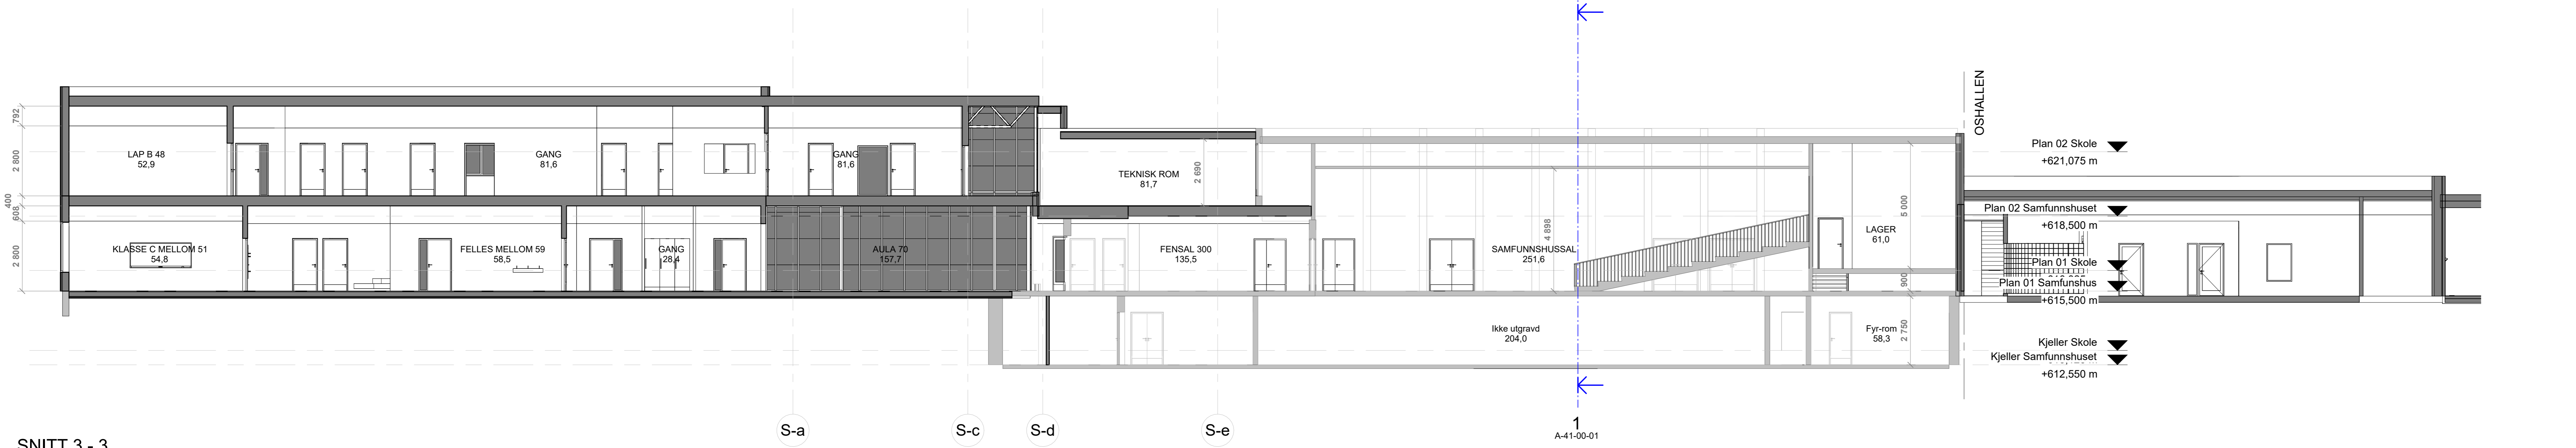 OSHALLEN
792
2 800
400
608
2 800
LAP B 48
52,9
GANG
81,6
GANG
81,6
TEKNISK ROM
81,7
2 690
KLASSE C MELLOM 51
54,8
FELLES MELLOM 59
58,5
GANG
28,4
AULA 70
157,7
FENSAL 300
135,5
4 898
SAMFUNNSHUSSAL
251,6
LAGER
61,0
5 000
900
Ikke utgravd
204,0
Fyr-rom
58,3
2 750
Plan 02 Skole
+621,075 m
Plan 02 Samfunnshuset
+618,500 m
Plan 01 Skole
Plan 01 Samfunshus
+615,500 m
Kjeller Skole
Kjeller Samfunnshuset
+612,550 m
S-a
S-c
S-d
S-e
1
A-41-00-01
SNITT 3 - 3